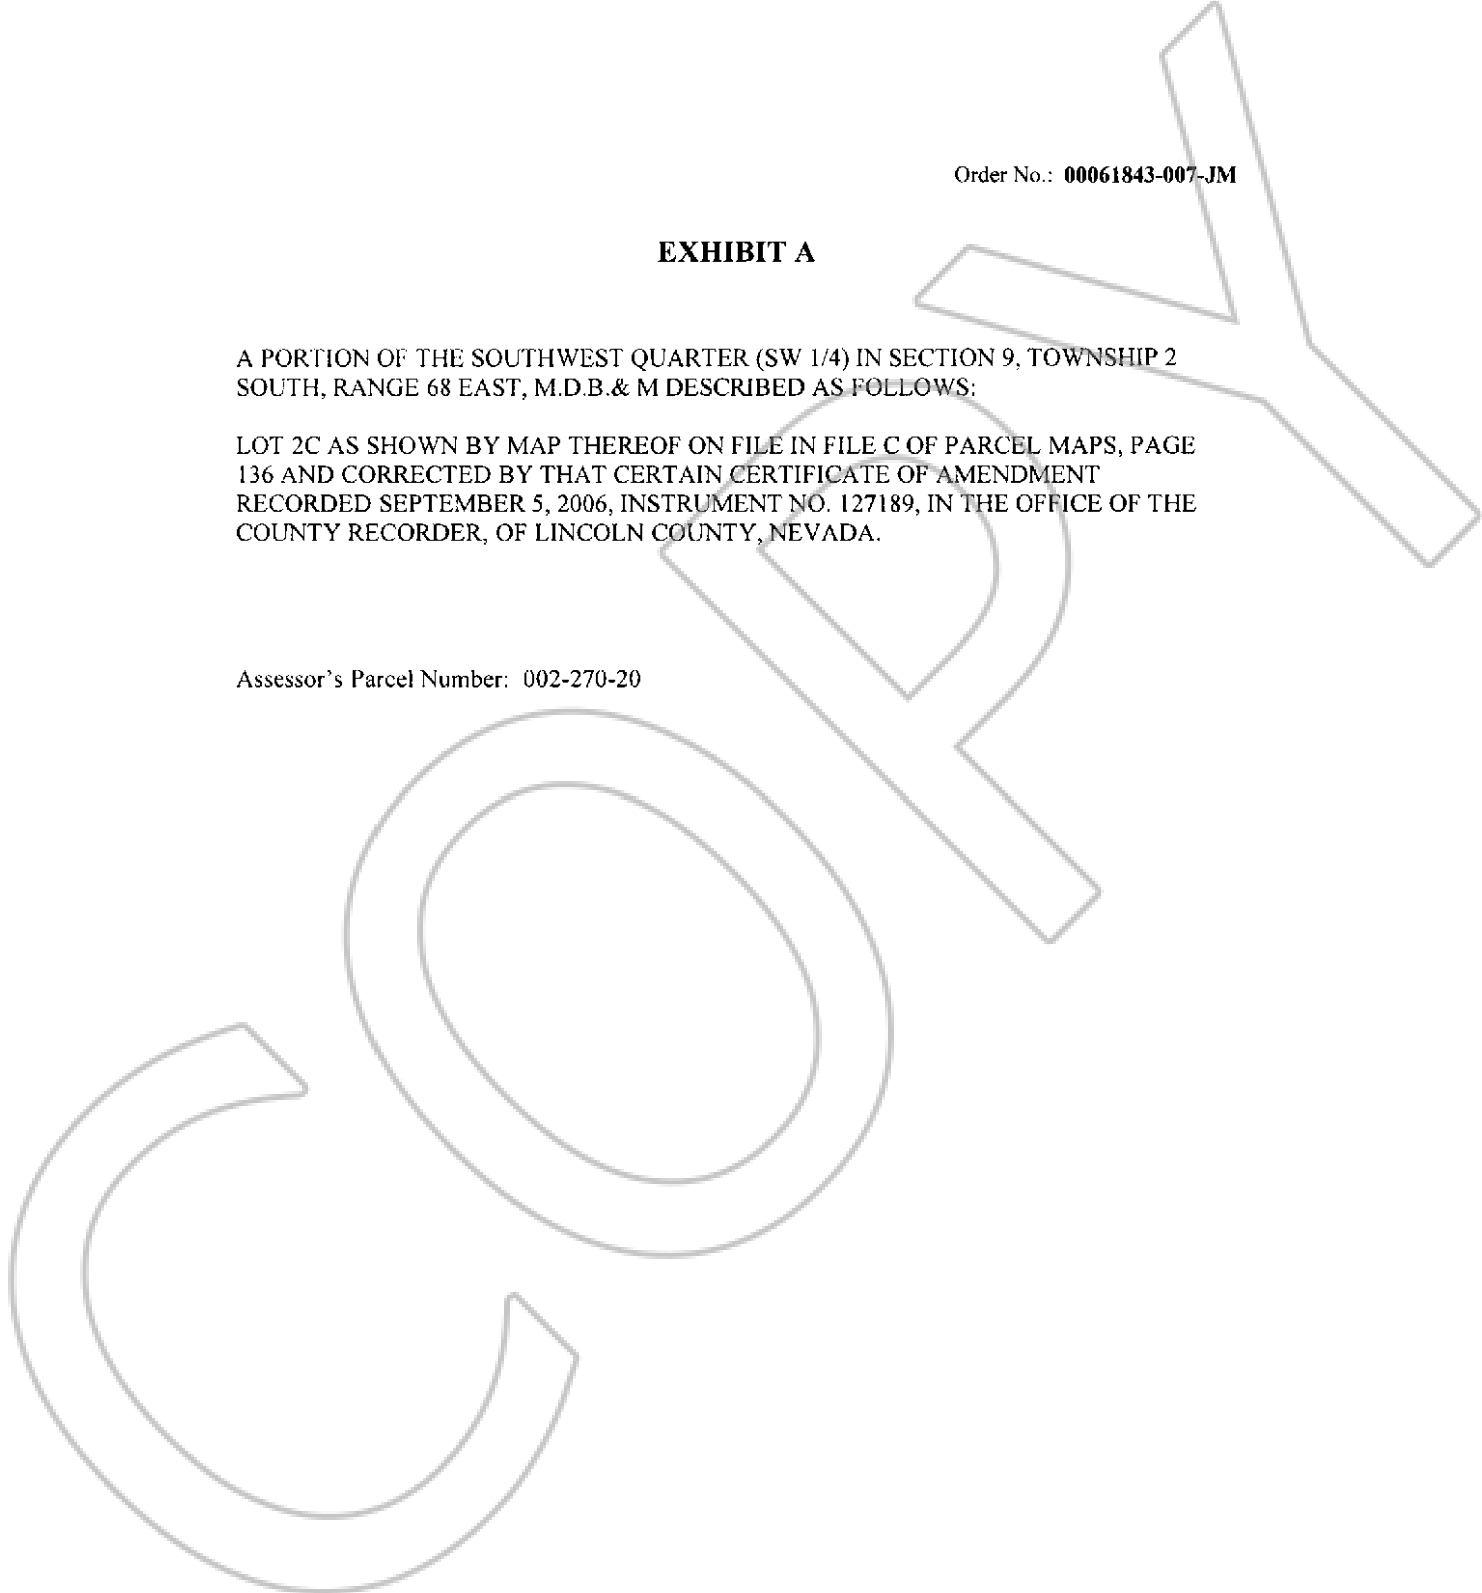 Order No.: 00061843-007-JM
EXHIBIT A
A PORTION OF THE SOUTHWEST QUARTER (SW 1/4) IN SECTION 9, TOWNSHIP 2
SOUTH, RANGE 68 EAST, M.D.B.& M DESCRIBED AS FOLLOWS:
LOT 2C AS SHOWN BY MAP THEREOF ON FILE IN FILE C OF PARCEL MAPS, PAGE
136 AND CORRECTED BY THAT CERTAIN CERTIFICATE OF AMENDMENT
RECORDED SEPTEMBER 5, 2006, INSTRUMENT NO. 127189, IN THE OFFICE OF THE
COUNTY RECORDER, OF LINCOLN COUNTY, NEVADA.
Assessor's Parcel Number: 002-270-20
COPY